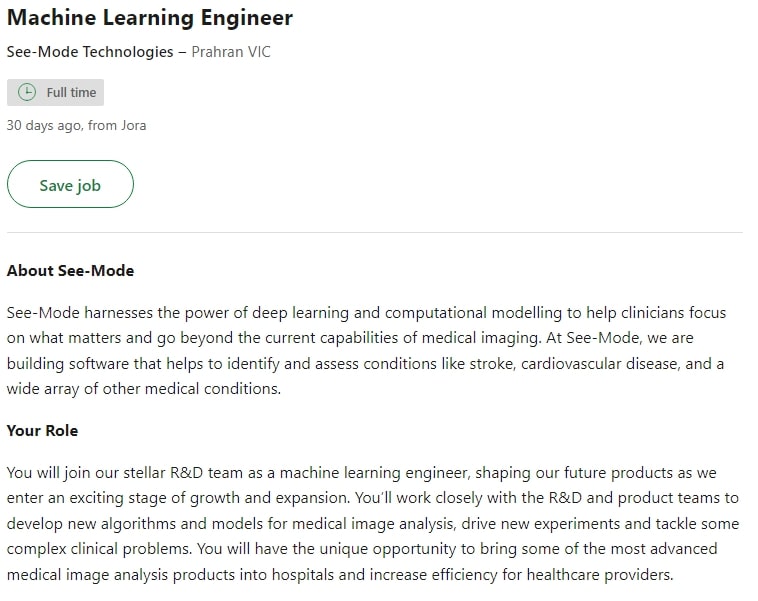 Machine Learning Engineer
See-Mode Technologies – Prahran VIC
Full time
30 days ago, from Jora
Save job
About See-Mode
See-Mode harnesses the power of deep learning and computational modelling to help clinicians focus
on what matters and go beyond the current capabilities of medical imaging. At See-Mode, we are
building software that helps to identify and assess conditions like stroke, cardiovascular disease, and a
wide array of other medical conditions.
Your Role
You will join our stellar R&D team as a machine learning engineer, shaping our future products as we
enter an exciting stage of growth and expansion. You’ll work closely with the R&D and product teams to
develop new algorithms and models for medical image analysis, drive new experiments and tackle some
complex clinical problems. You will have the unique opportunity to bring some of the most advanced
medical image analysis products into hospitals and increase efficiency for healthcare providers.